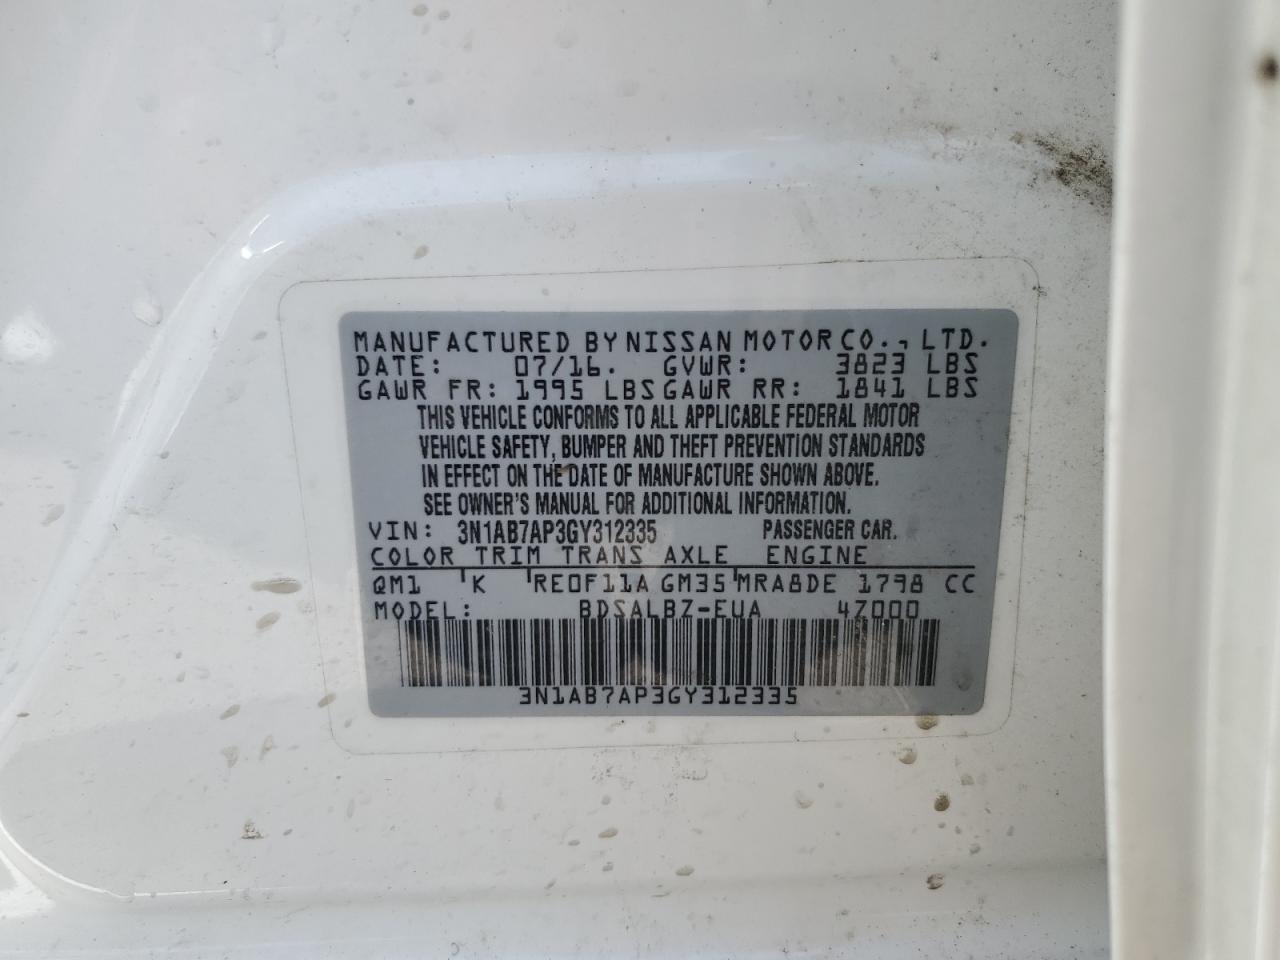 MANUFACTURED BY NISSAN MOTOR CO., LTD.
DATE: 07/16. GVWR: 3823 LBS
GAWR FR: 1995 LBS GAWR RR: 1841 LBS
THIS VEHICLE CONFORMS TO ALL APPLICABLE FEDERAL MOTOR
VEHICLE SAFETY, BUMPER AND THEFT PREVENTION STANDARDS
IN EFFECT ON THE DATE OF MANUFACTURE SHOWN ABOVE.
SEE OWNER'S MANUAL FOR ADDITIONAL INFORMATION.
VIN: 3N1AB7AP3GY312335 PASSENGER CAR.
COLOR TRIM TRANS AXLE ENGINE
QM1 K RE0F11A GM35 MRA8DE 1798 CC
MODEL: BDSALBZ-EUA 4Z000
3N1AB7AP3GY312335